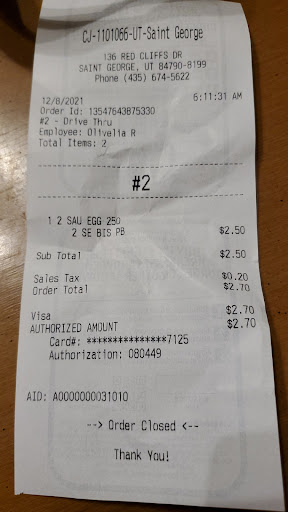 CJ-1101066-UT-Saint George
136 RED CLIFFS DR
SAINT GEORGE, UT 84790-8199
Phone (435) 674-5622
12/8/2021 6:11:31 AM
Order Id: 13547643875330
#2 - Drive Thru
Employee: Olivelia R
Total Items: 2
#2
1 2 SAU EGG 250
2 SE BIS PB $2.50
Sub Total $2.50
Sales Tax $0.20
Order Total $2.70
Visa $2.70
AUTHORIZED AMOUNT $2.70
Card#: ***************7125
Authorization: 080449
AID: A0000000031010
--> Order Closed <--
Thank You!